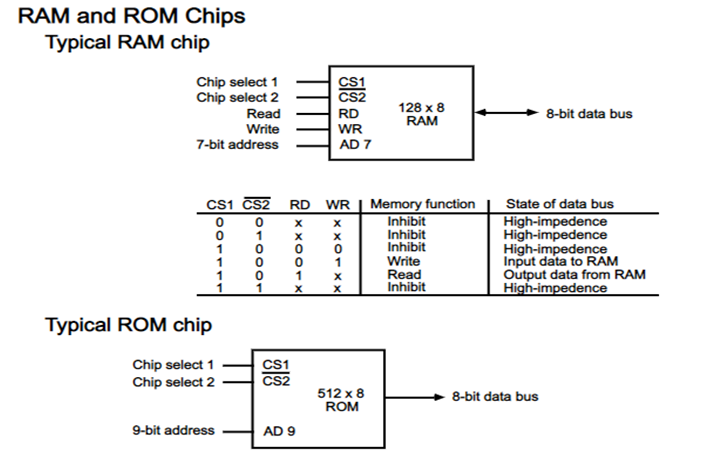 RAM and ROM Chips
Typical RAM chip
Chip select 1 CS1
Chip select 2 CS2
Read RD
Write WR
7-bit address AD 7
128 x 8
RAM
8-bit data bus
CS1 CS2 RD WR Memory function State of data bus
0 0 x x Inhibit High-impedence
0 1 x x Inhibit High-impedence
1 0 0 0 Inhibit High-impedence
1 0 0 1 Write Input data to RAM
1 0 1 x Read Output data from RAM
1 1 x x Inhibit High-impedence
Typical ROM chip
Chip select 1 CS1
Chip select 2 CS2
512 x 8
ROM
8-bit data bus
9-bit address AD 9